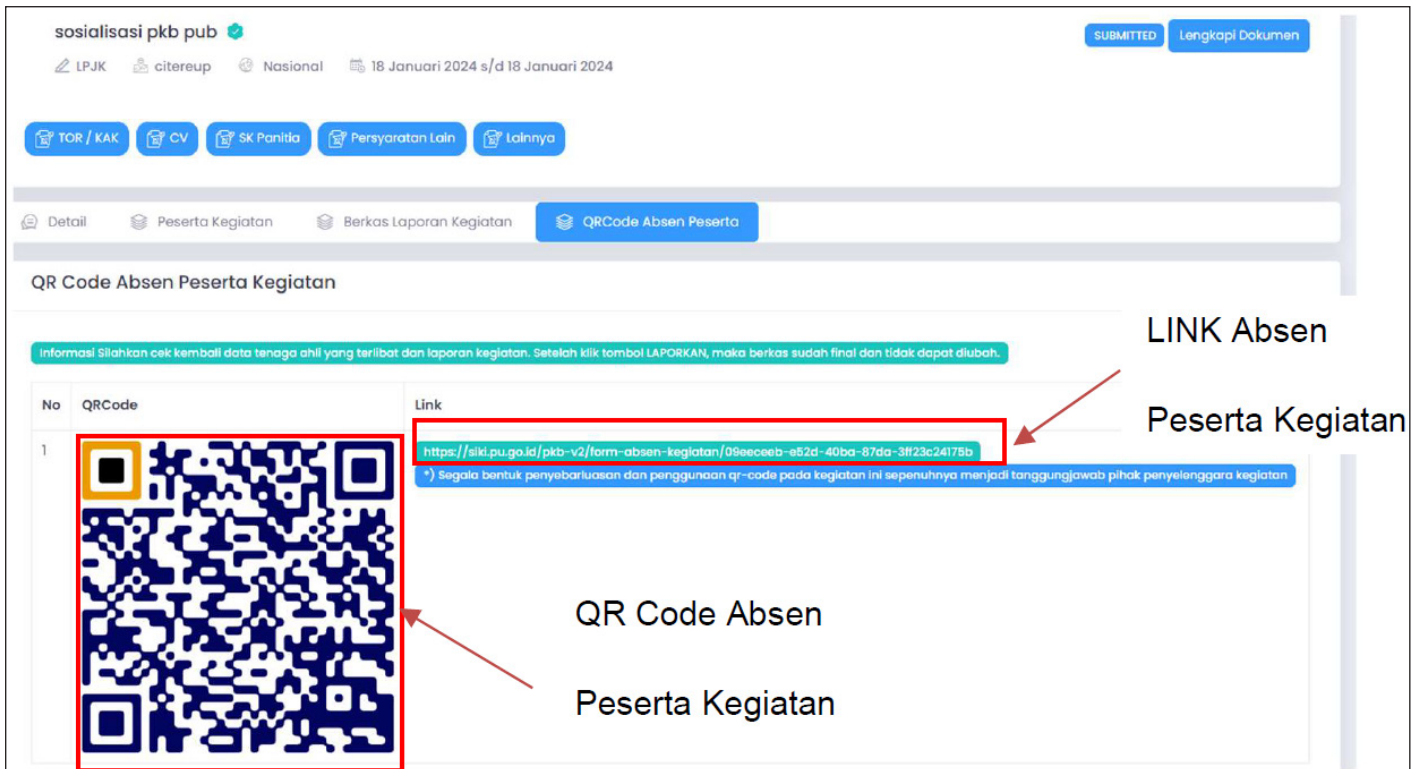 sosialisasi pkb pub
SUBMITTED
Lengkapi Dokumen
LPJK citereup Nasional 18 Januari 2024 s/d 18 Januari 2024
TOR / KAK CV SK Panitia Persyaratan Lain Lainnya
Detail Peserta Kegiatan Berkas Laporan Kegiatan QRCode Absen Peserta
QR Code Absen Peserta Kegiatan
LINK Absen
Peserta Kegiatan
Informasi Silahkan cek kembali data tenaga ahli yang terlibat dan laporan kegiatan. Setelah klik tombol LAPORKAN, maka berkas sudah final dan tidak dapat diubah.
No QRCode Link
1 https://siki.pu.go.id/pkb-v2/form-absen-kegiatan/09eeceeb-e52d-40ba-87da-3ff23c24175b
*) Segala bentuk penyebarluasan dan penggunaan qr-code pada kegiatan ini sepenuhnya menjadi tanggungjawab pihak penyelenggara kegiatan
QR Code Absen
Peserta Kegiatan